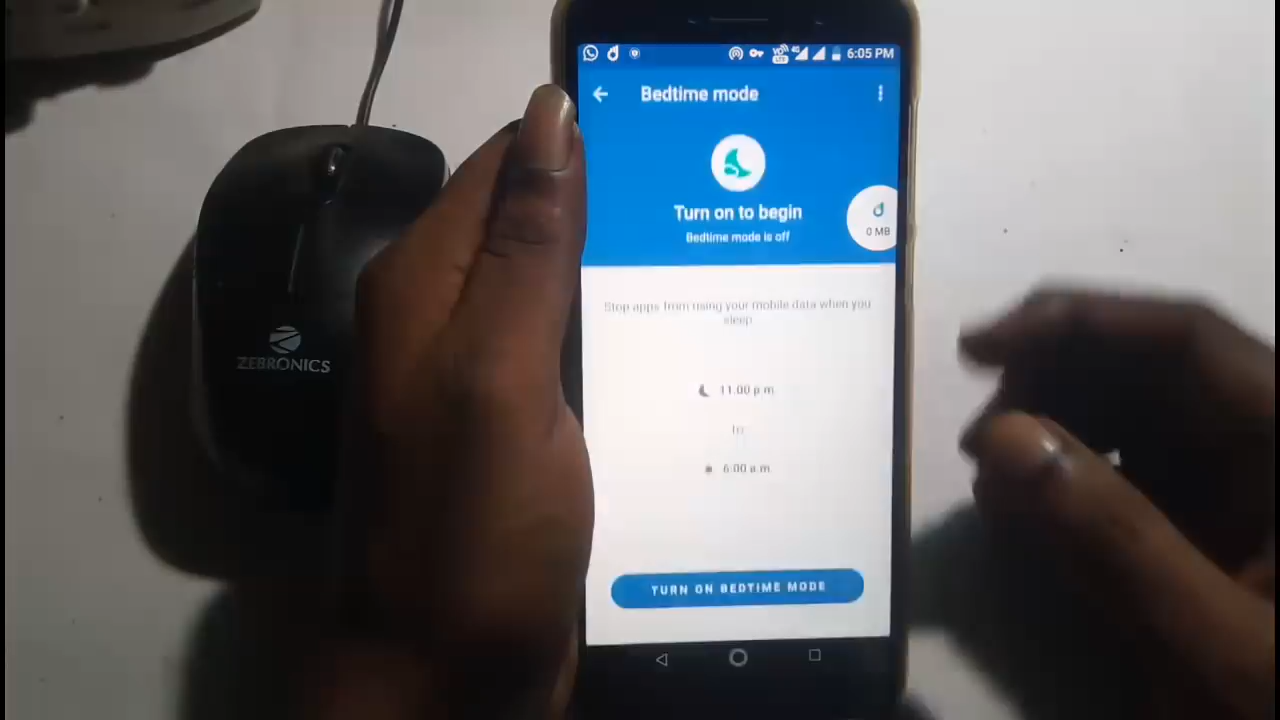 6:05 PM
Bedtime mode
Turn on to begin
Bedtime mode is off
0 MB
Stop apps from using your mobile data when you
sleep
11.00 p.m.
to
6:00 a.m.
TURN ON BEDTIME MODE
ZEBRONICS